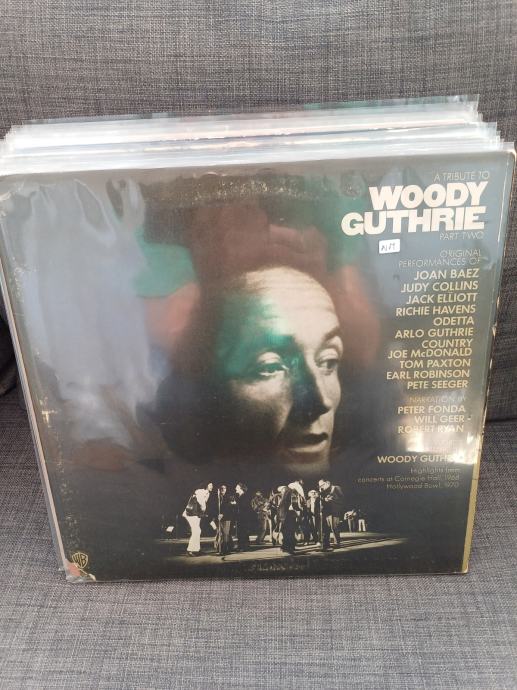 A TRIBUTE TO
WOODY
GUTHRIE
PART TWO
NM
ORIGINAL
PERFORMANCES OF
JOAN BAEZ
JUDY COLLINS
JACK ELLIOTT
RICHIE HAVENS
ODETTA
ARLO GUTHRIE
COUNTRY
JOE McDONALD
TOM PAXTON
EARL ROBINSON
PETE SEEGER
NARRATION BY
PETER FONDA
WILL GEER
ROBERT RYAN
WOODY GUTHRIE
Highlights from
concerts at Carnegie Hall, 1968
Hollywood Bowl, 1970